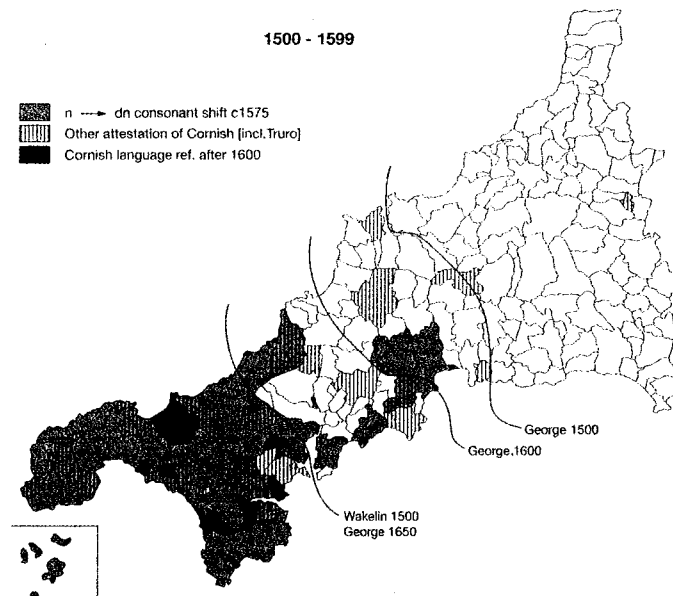 1500 - 1599
n ----> dn consonant shift c1575
Other attestation of Cornish [incl.Truro]
Cornish language ref. after 1600
George 1500
George.1600
Wakelin 1500
George 1650